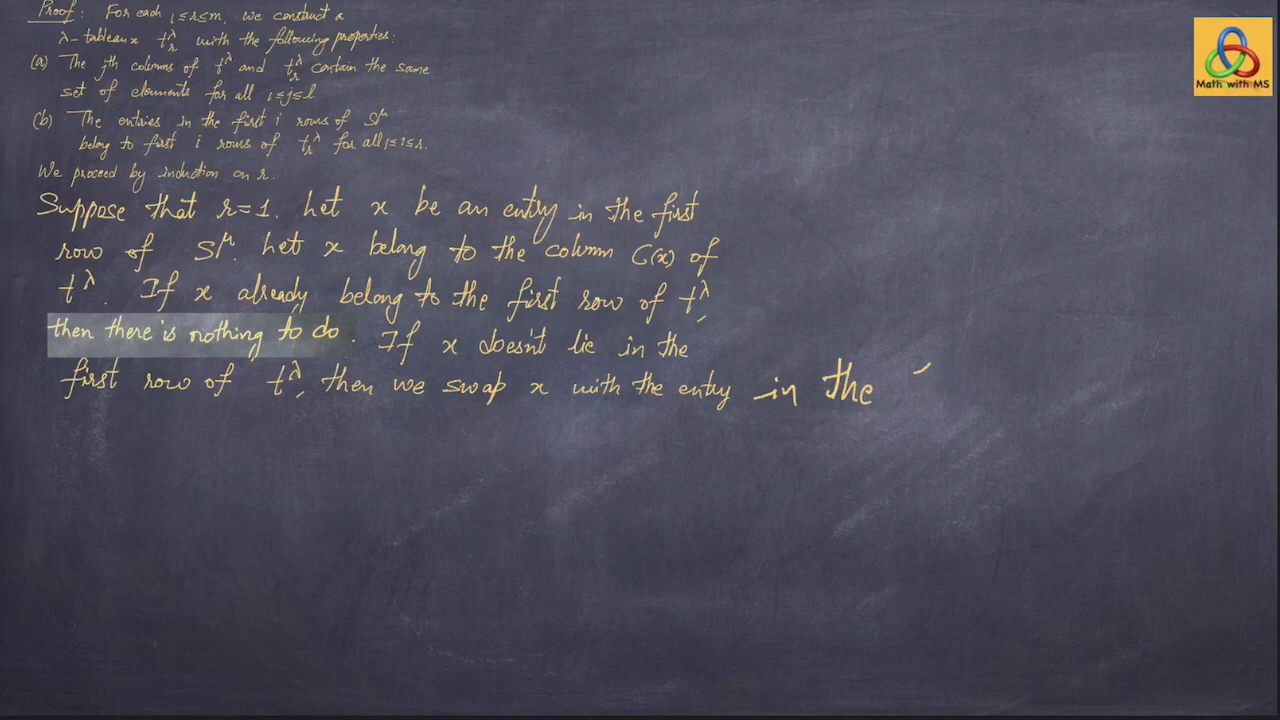 Proof: For each 1≤r≤m, we construct a
λ-tableaux t_r^λ with the following properties:
(a) The jth columns of t^λ and t_r^λ contain the same
set of elements for all 1≤j≤l
(b) The entries in the first i rows of S^μ
belong to first i rows of t_r^λ for all 1≤i≤r.
We proceed by induction on r.
Suppose that r=1. Let x be an entry in the first
row of S^μ. Let x belong to the column C(x) of
t^λ. If x already belong to the first row of t^λ,
then there is nothing to do. If x doesn't lie in the
first row of t^λ, then we swap x with the entry in the
Math with MS